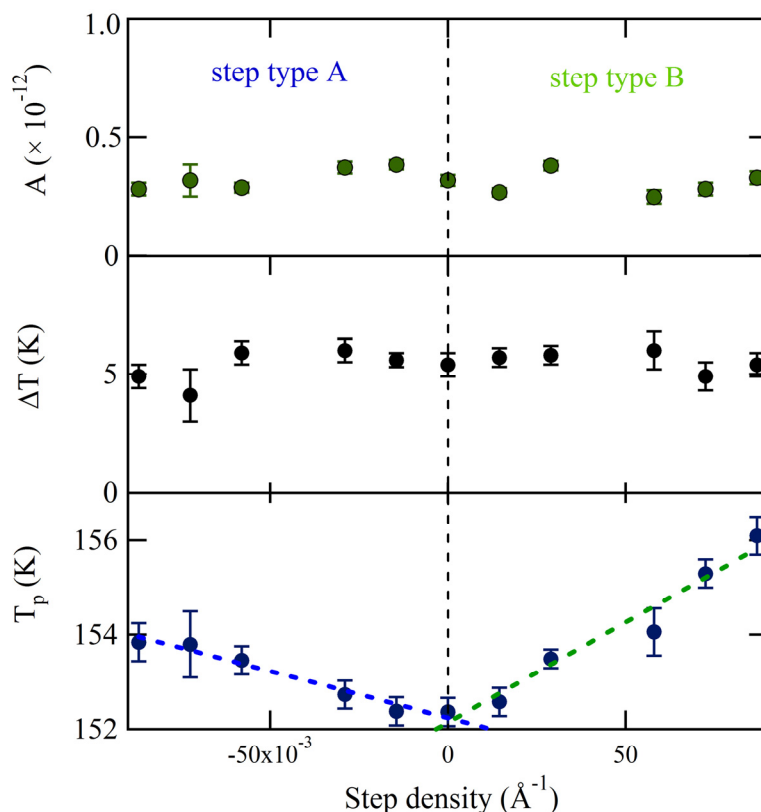 1.0
step type A
step type B
A (× 10⁻¹²)
0.5
0
ΔT (K)
5
0
T_p (K)
156
154
152
-50x10⁻³
0
50
Step density (Å⁻¹)